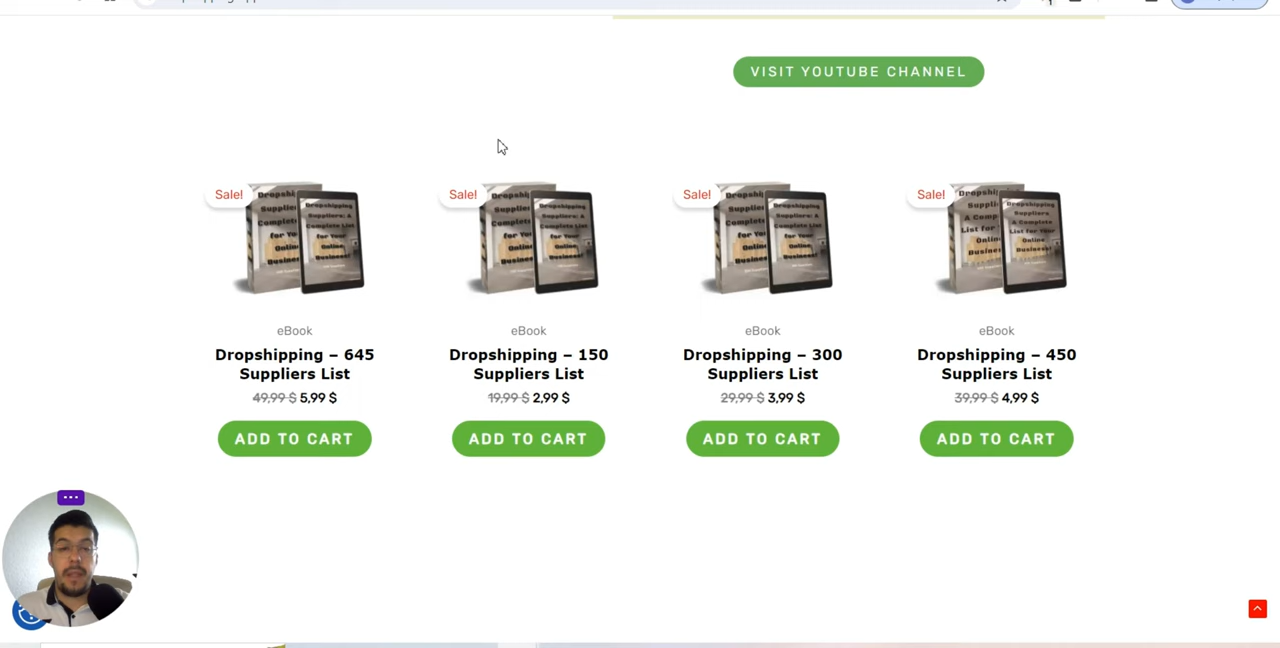 VISIT YOUTUBE CHANNEL
Sale!
Sale!
Sale!
Sale!
eBook
eBook
eBook
eBook
Dropshipping – 645
Suppliers List
Dropshipping – 150
Suppliers List
Dropshipping – 300
Suppliers List
Dropshipping – 450
Suppliers List
49,99 $ 5,99 $
19,99 $ 2,99 $
29,99 $ 3,99 $
39,99 $ 4,99 $
ADD TO CART
ADD TO CART
ADD TO CART
ADD TO CART